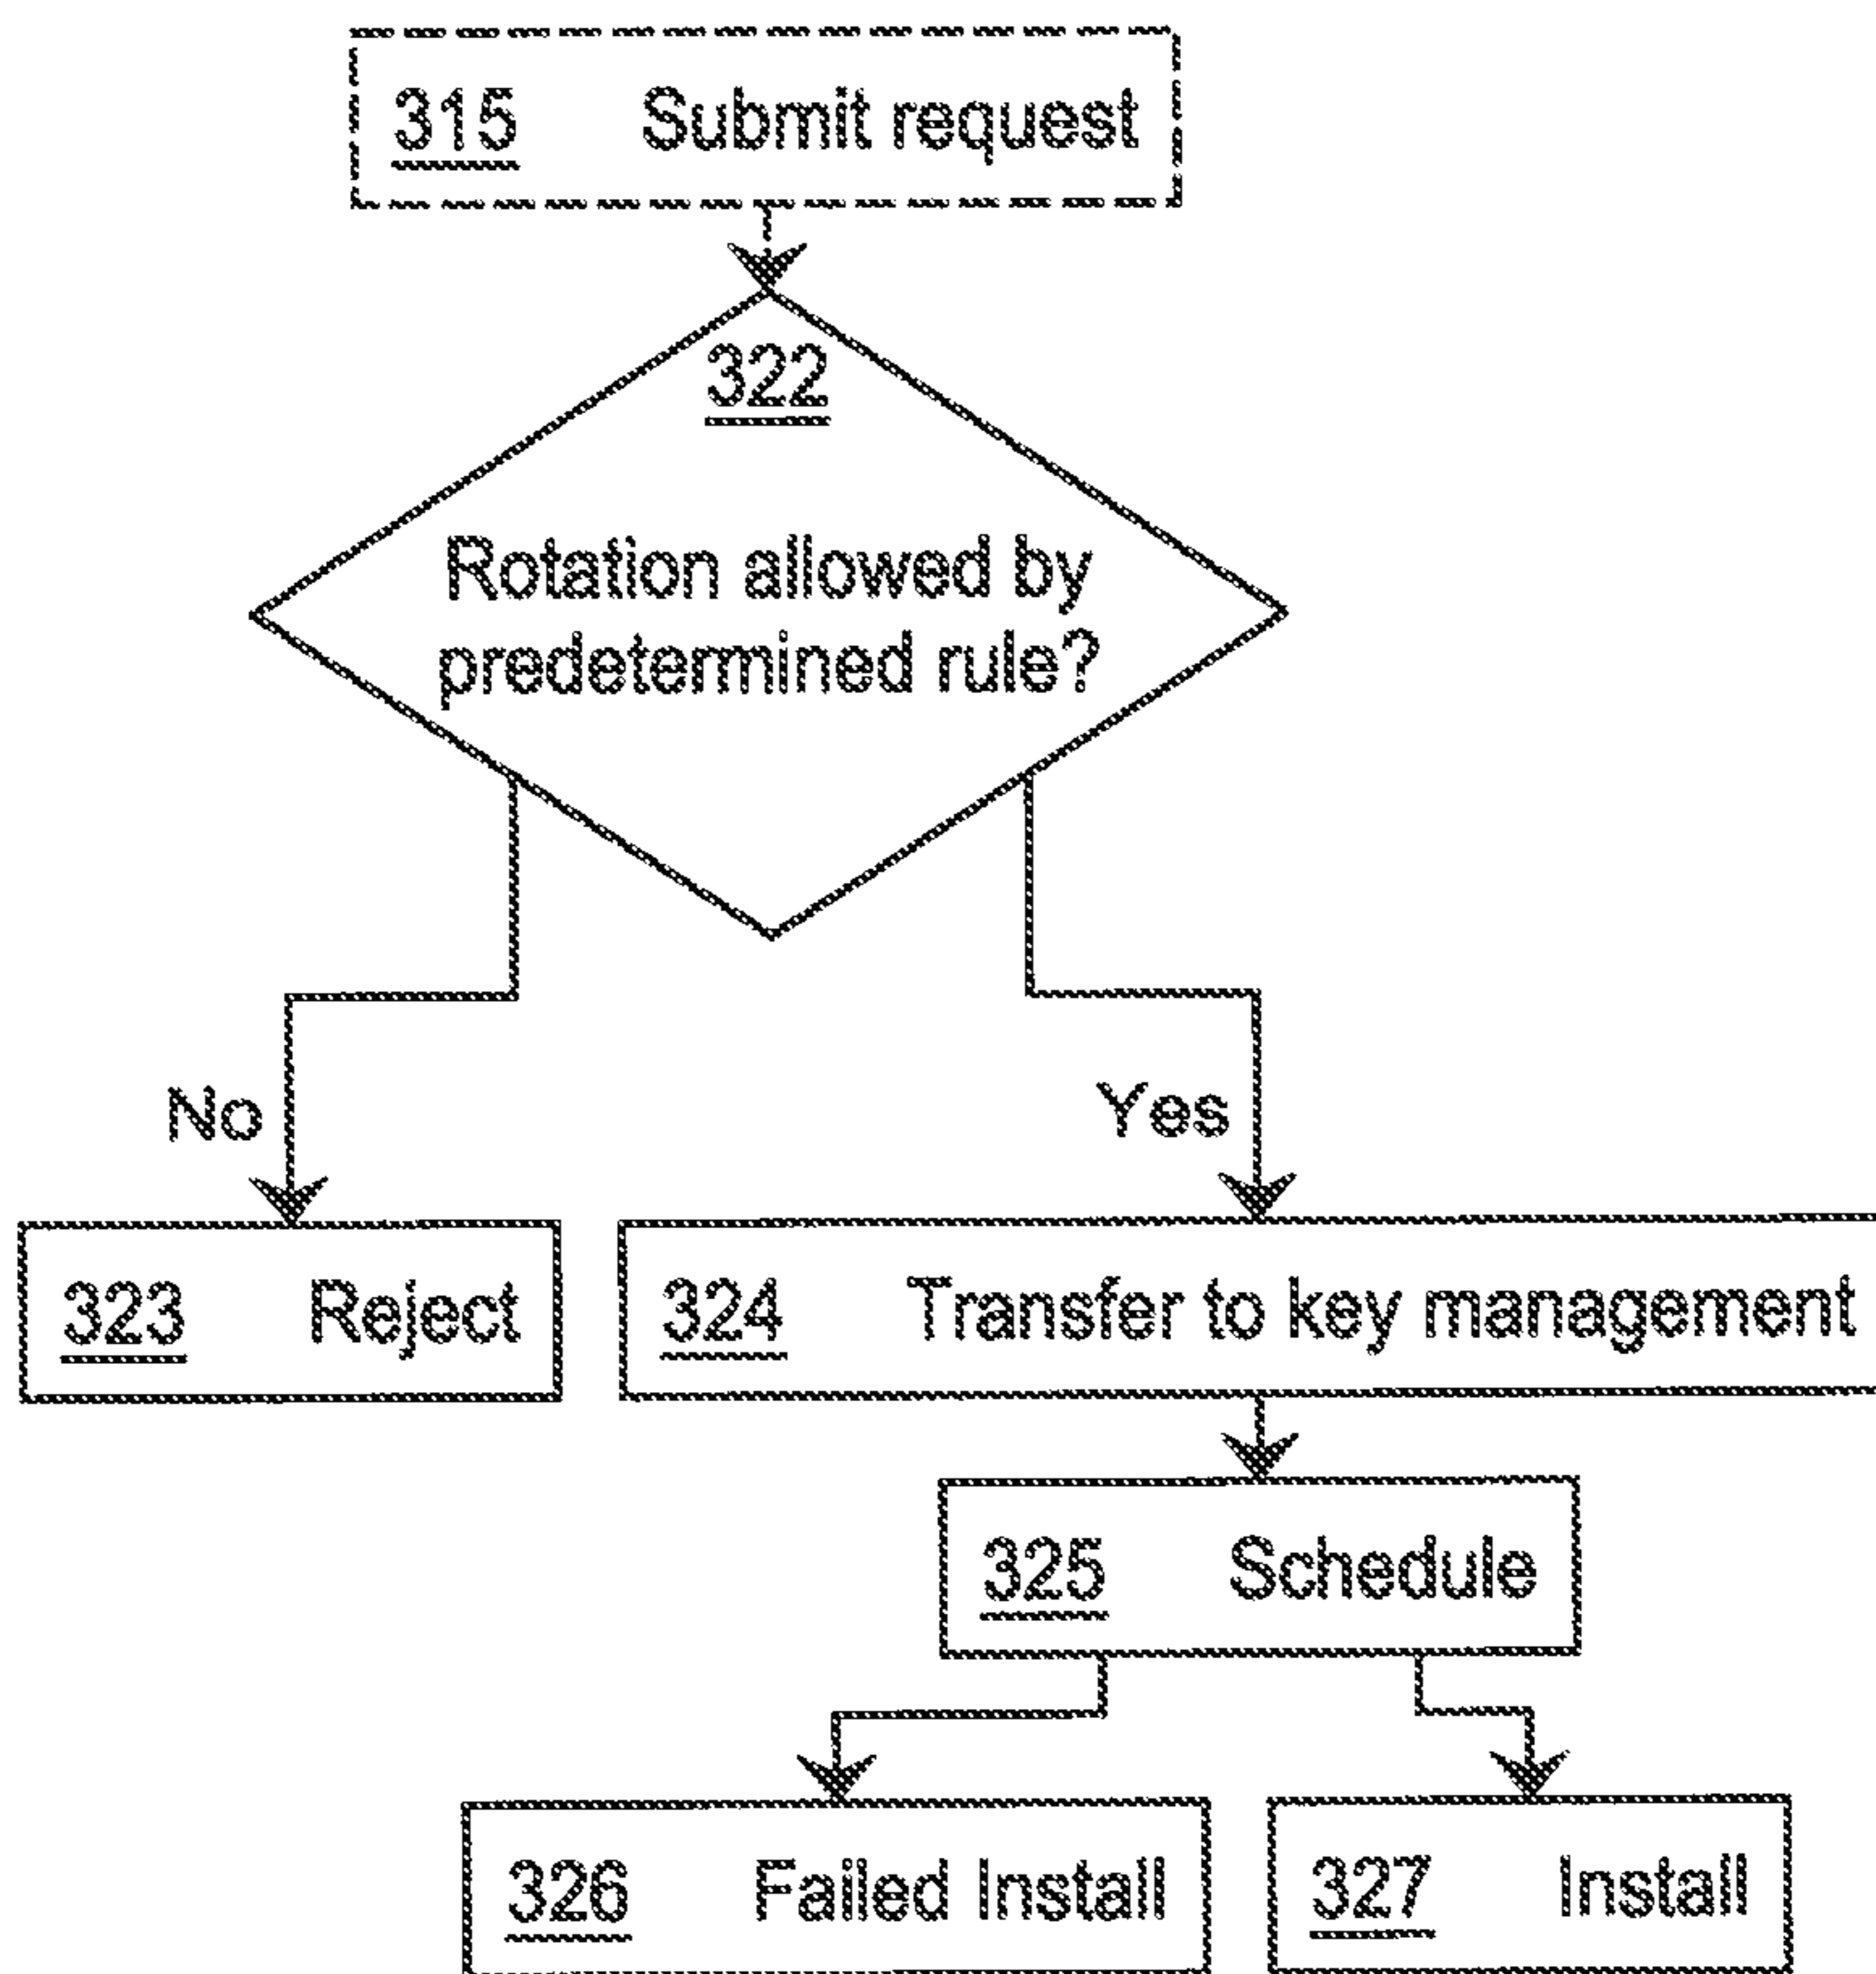 315 Submit request
322
Rotation allowed by
predetermined rule?
No
Yes
323 Reject
324 Transfer to key management
325 Schedule
326 Failed Install
327 Install